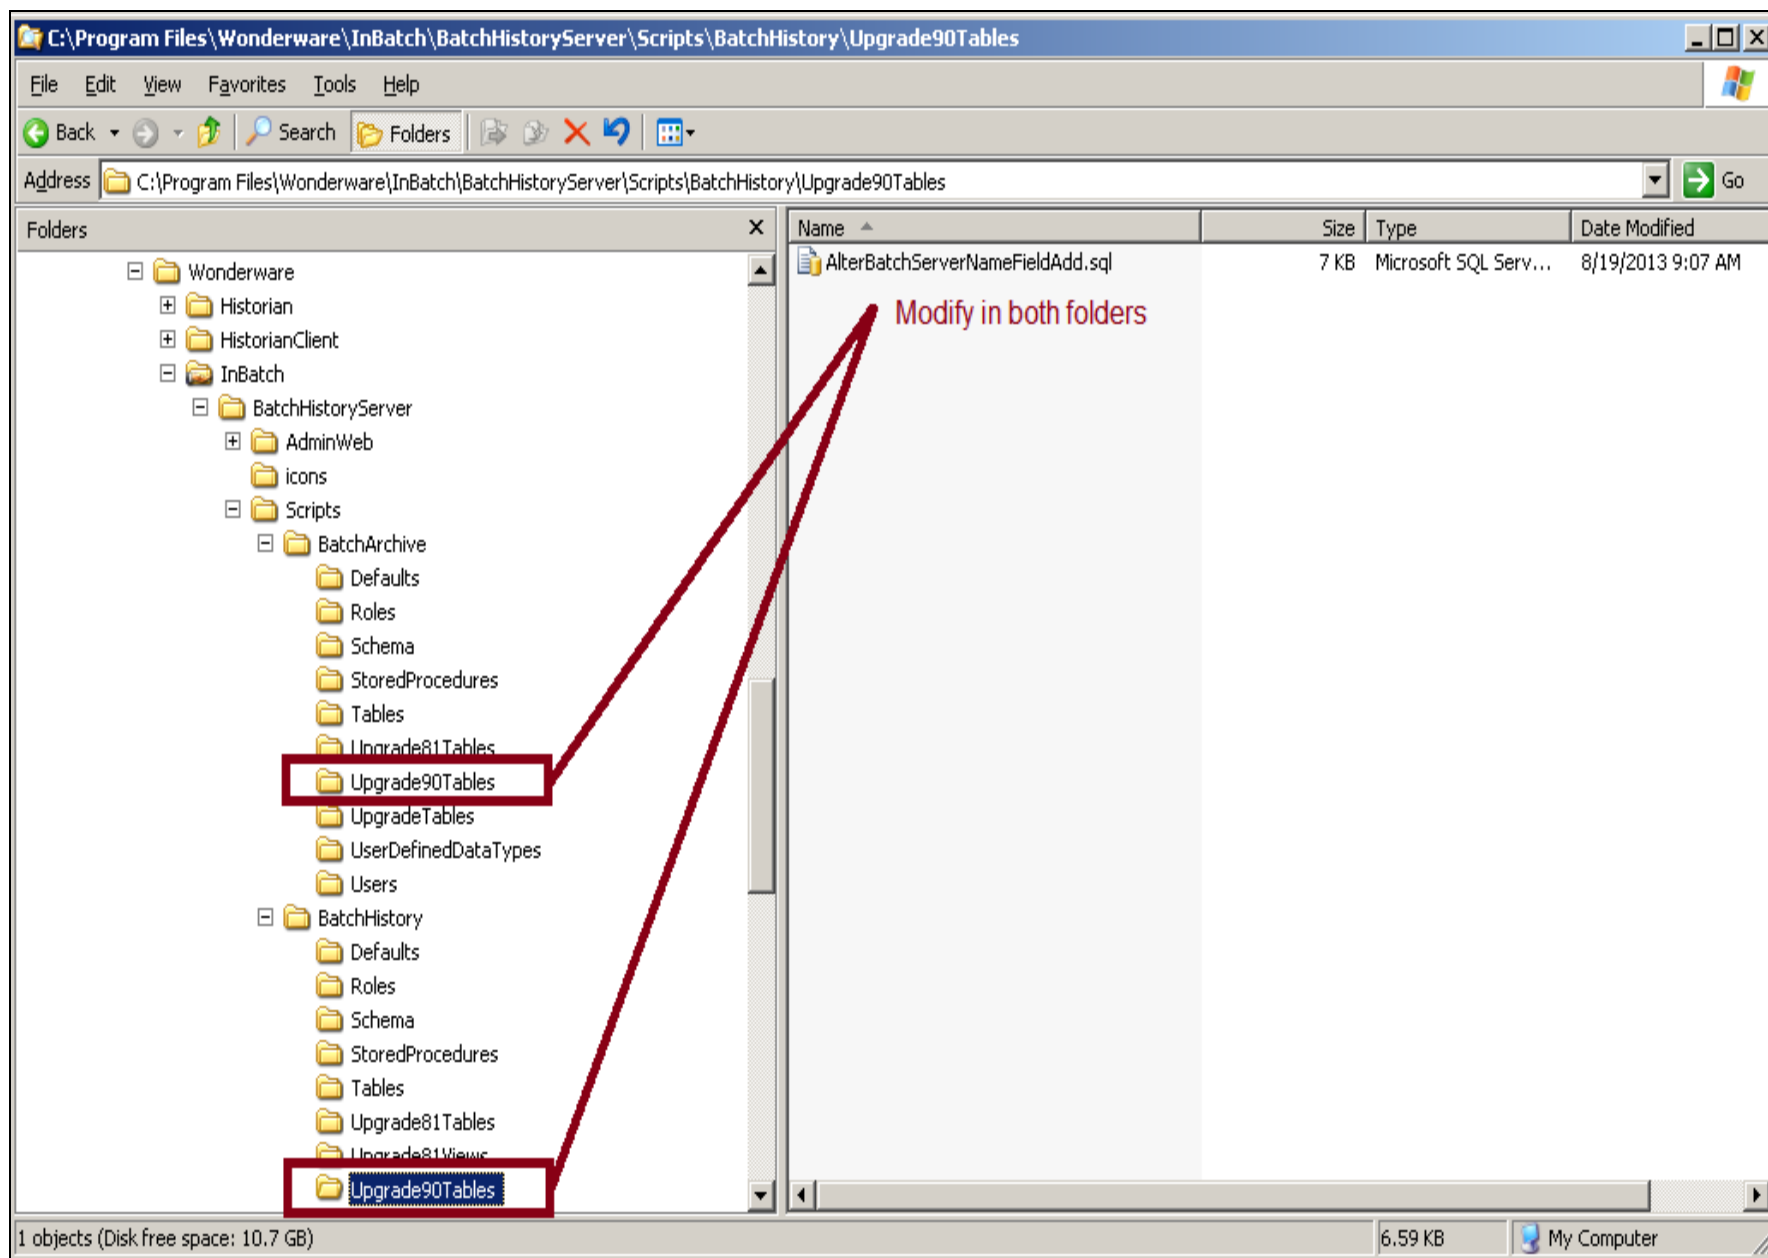 C:\Program Files\Wonderware\InBatch\BatchHistoryServer\Scripts\BatchHistory\Upgrade90Tables
File Edit View Favorites Tools Help
Back Search Folders
Address C:\Program Files\Wonderware\InBatch\BatchHistoryServer\Scripts\BatchHistory\Upgrade90Tables Go
Folders
Wonderware
Historian
HistorianClient
InBatch
BatchHistoryServer
AdminWeb
icons
Scripts
BatchArchive
Defaults
Roles
Schema
StoredProcedures
Tables
Upgrade81Tables
Upgrade90Tables
UpgradeTables
UserDefinedDataTypes
Users
BatchHistory
Defaults
Roles
Schema
StoredProcedures
Tables
Upgrade81Tables
Upgrade81Views
Upgrade90Tables
Name Size Type Date Modified
AlterBatchServerNameFieldAdd.sql 7 KB Microsoft SQL Serv... 8/19/2013 9:07 AM
Modify in both folders
1 objects (Disk free space: 10.7 GB) 6.59 KB My Computer